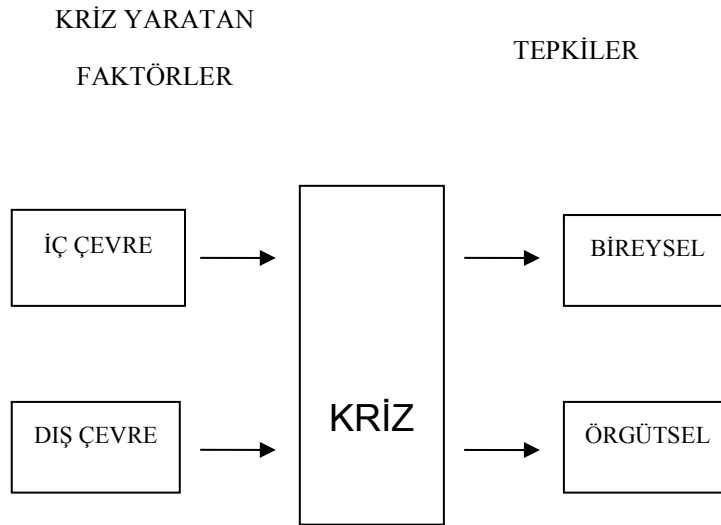 KRİZ YARATAN
FAKTÖRLER
TEPKİLER
İÇ ÇEVRE
BİREYSEL
DIŞ ÇEVRE
KRİZ
ÖRGÜTSEL